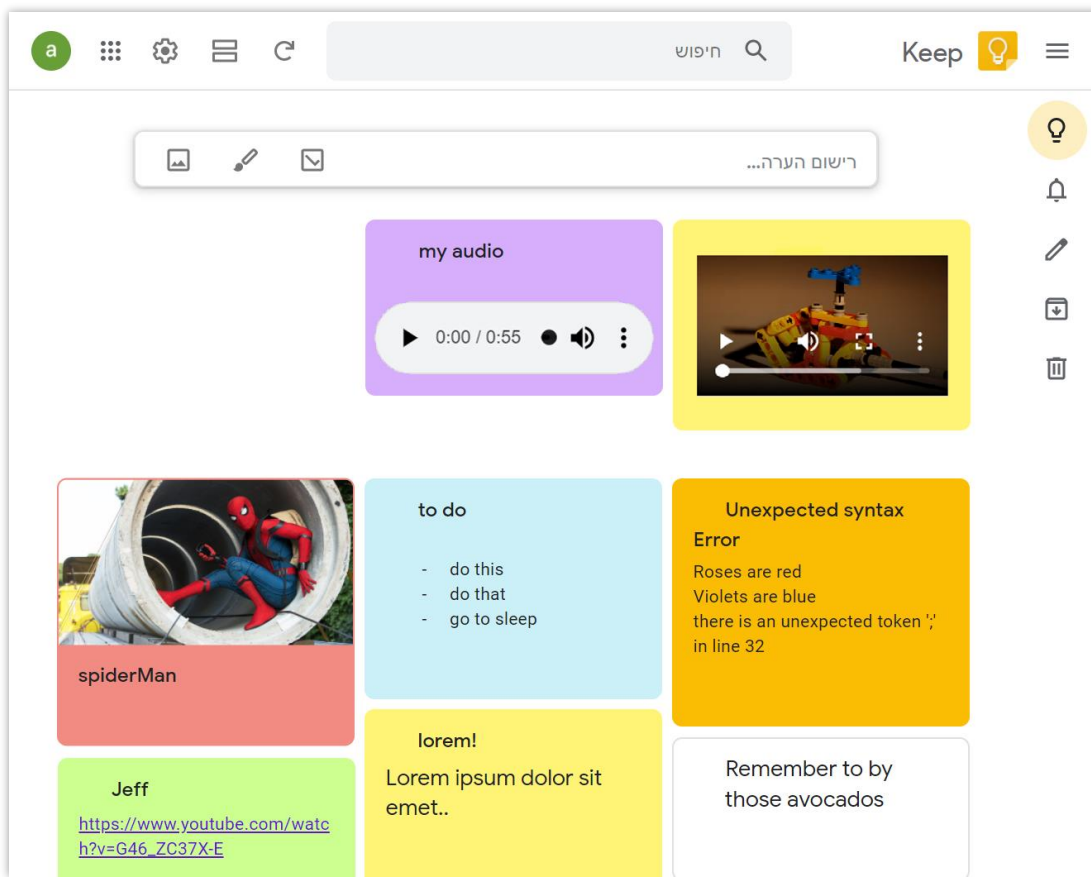 a
חיפוש
Keep
רישום הערה...
my audio
0:00 / 0:55
to do
- do this
- do that
- go to sleep
Unexpected syntax
Error
Roses are red
Violets are blue
there is an unexpected token ';'
in line 32
spiderMan
lorem!
Lorem ipsum dolor sit
emet..
Remember to by
those avocados
Jeff
https://www.youtube.com/watc
h?v=G46_ZC37X-E